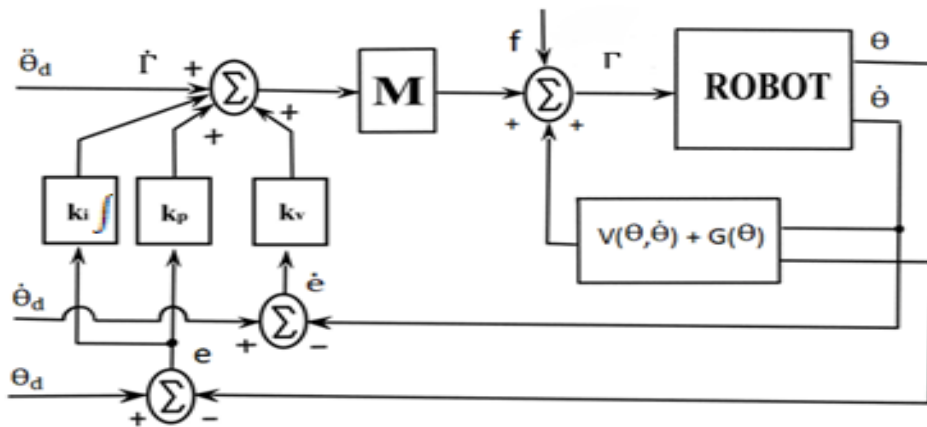 f
Θ
Θ̈d Γ̇ + Σ M Σ Γ ROBOT
+ + + + + Θ̇
ki ∫ kp kv V(Θ,Θ̇) + G(Θ)
ė
Θ̇d + Σ −
e
Θd + Σ −